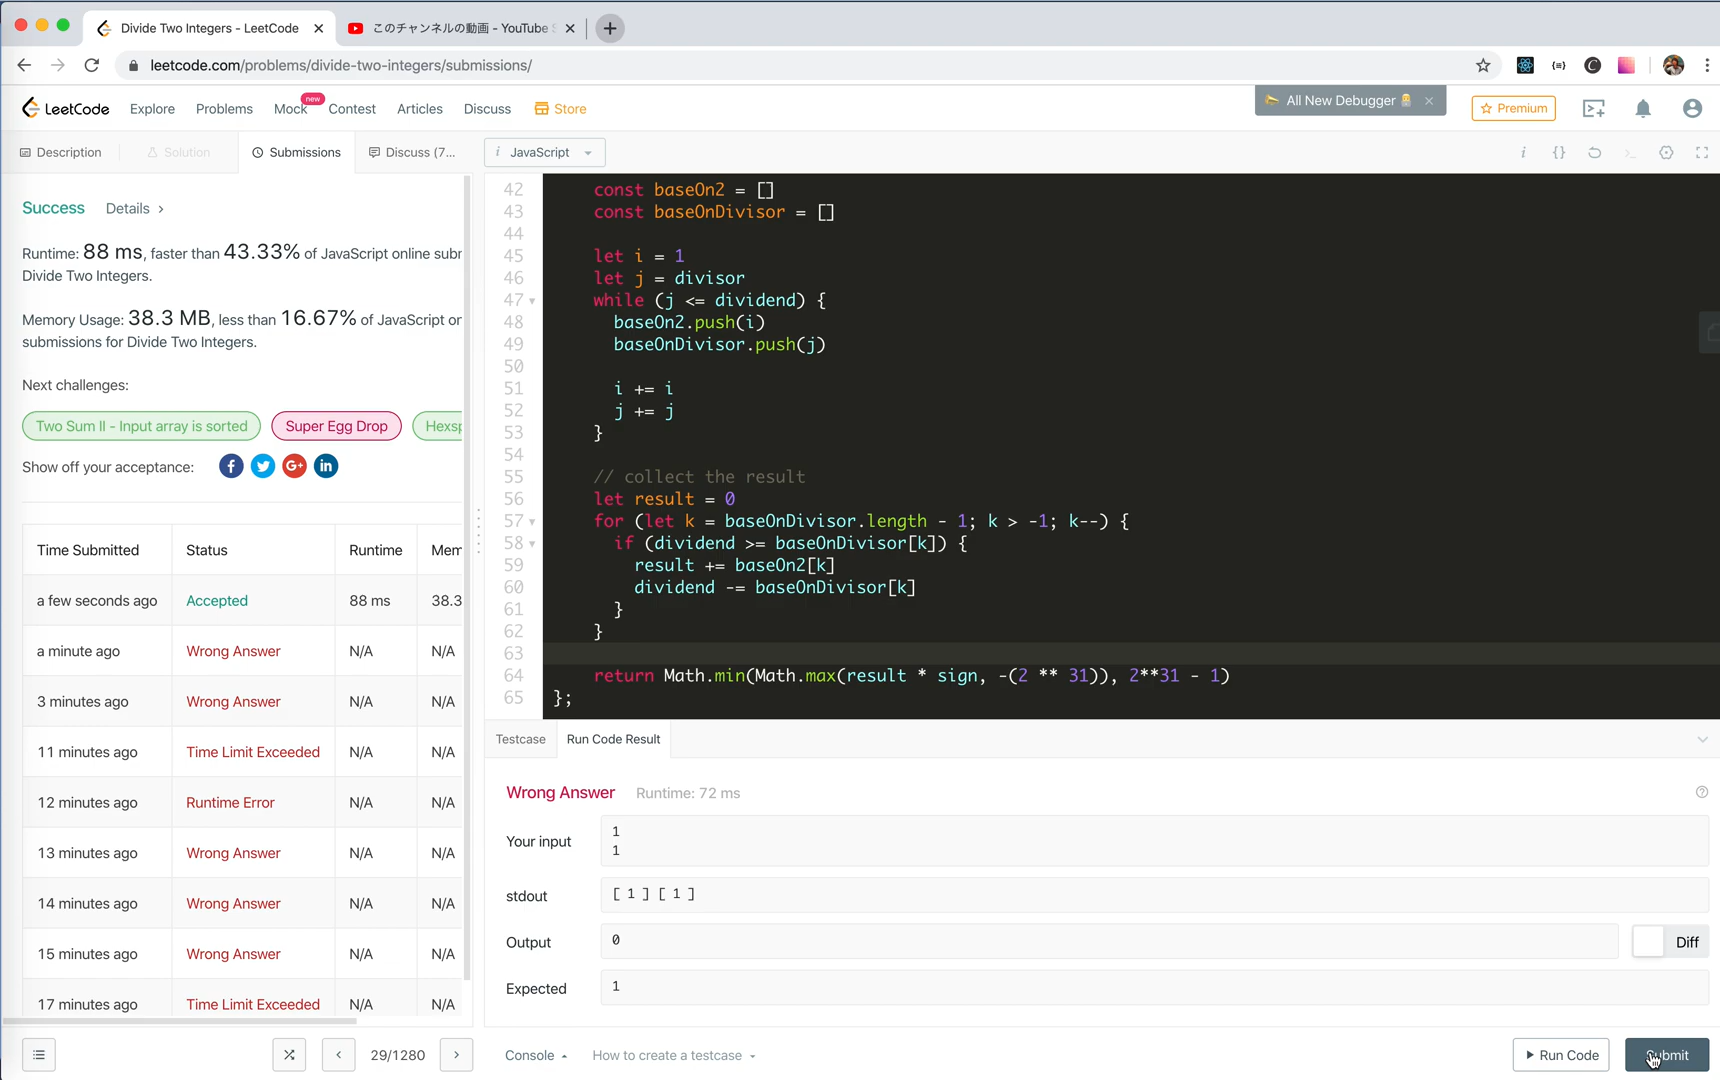 Divide Two Integers - LeetCode
このチャンネルの動画 - YouTube
leetcode.com/problems/divide-two-integers/submissions/
LeetCode
Explore
Problems
Mock
new
Contest
Articles
Discuss
Store
All New Debugger
Premium
Description
Solution
Submissions
Discuss (7...
i JavaScript
Success
Details
Runtime: 88 ms, faster than 43.33% of JavaScript online subr
Divide Two Integers.
Memory Usage: 38.3 MB, less than 16.67% of JavaScript or
submissions for Divide Two Integers.
Next challenges:
Two Sum II - Input array is sorted
Super Egg Drop
Hexsp
Show off your acceptance:
Time Submitted Status Runtime Mem
a few seconds ago Accepted 88 ms 38.3
a minute ago Wrong Answer N/A N/A
3 minutes ago Wrong Answer N/A N/A
11 minutes ago Time Limit Exceeded N/A N/A
12 minutes ago Runtime Error N/A N/A
13 minutes ago Wrong Answer N/A N/A
14 minutes ago Wrong Answer N/A N/A
15 minutes ago Wrong Answer N/A N/A
17 minutes ago Time Limit Exceeded N/A N/A
29/1280
42 const baseOn2 = []
43 const baseOnDivisor = []
44
45 let i = 1
46 let j = divisor
47 while (j <= dividend) {
48 baseOn2.push(i)
49 baseOnDivisor.push(j)
50
51 i += i
52 j += j
53 }
54
55 // collect the result
56 let result = 0
57 for (let k = baseOnDivisor.length - 1; k > -1; k--) {
58 if (dividend >= baseOnDivisor[k]) {
59 result += baseOn2[k]
60 dividend -= baseOnDivisor[k]
61 }
62 }
63
64 return Math.min(Math.max(result * sign, -(2 ** 31)), 2**31 - 1)
65 };
Testcase
Run Code Result
Wrong Answer
Runtime: 72 ms
Your input
1
1
stdout
[ 1 ] [ 1 ]
Output
0
Diff
Expected
1
Console
How to create a testcase
Run Code
Submit